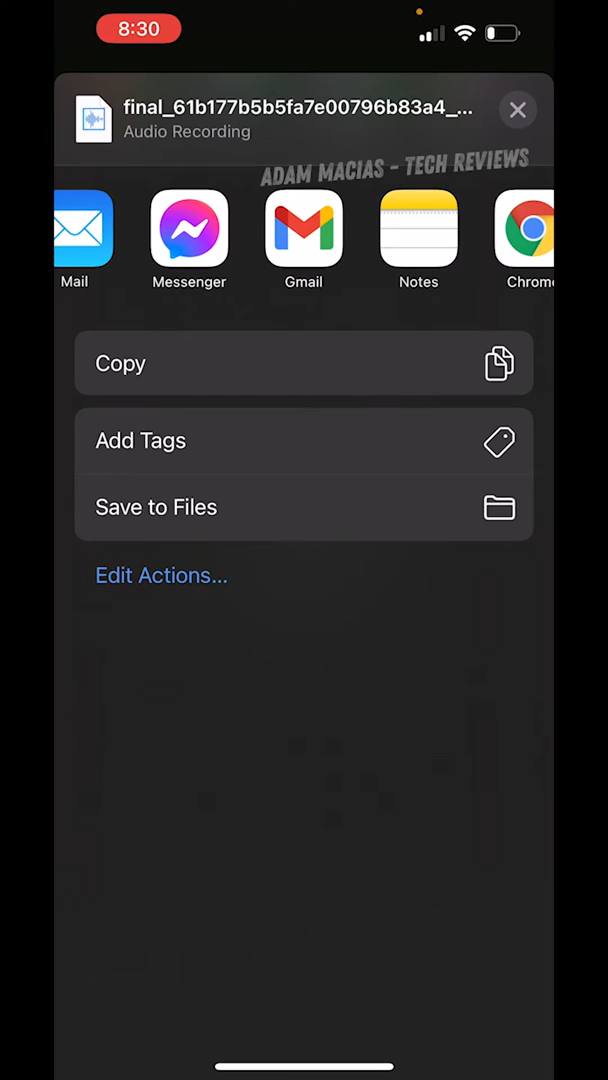 8:30
final_61b177b5b5fa7e00796b83a4_...
Audio Recording
ADAM MACIAS - TECH REVIEWS
Mail
Messenger
Gmail
Notes
Chrome
Copy
Add Tags
Save to Files
Edit Actions...